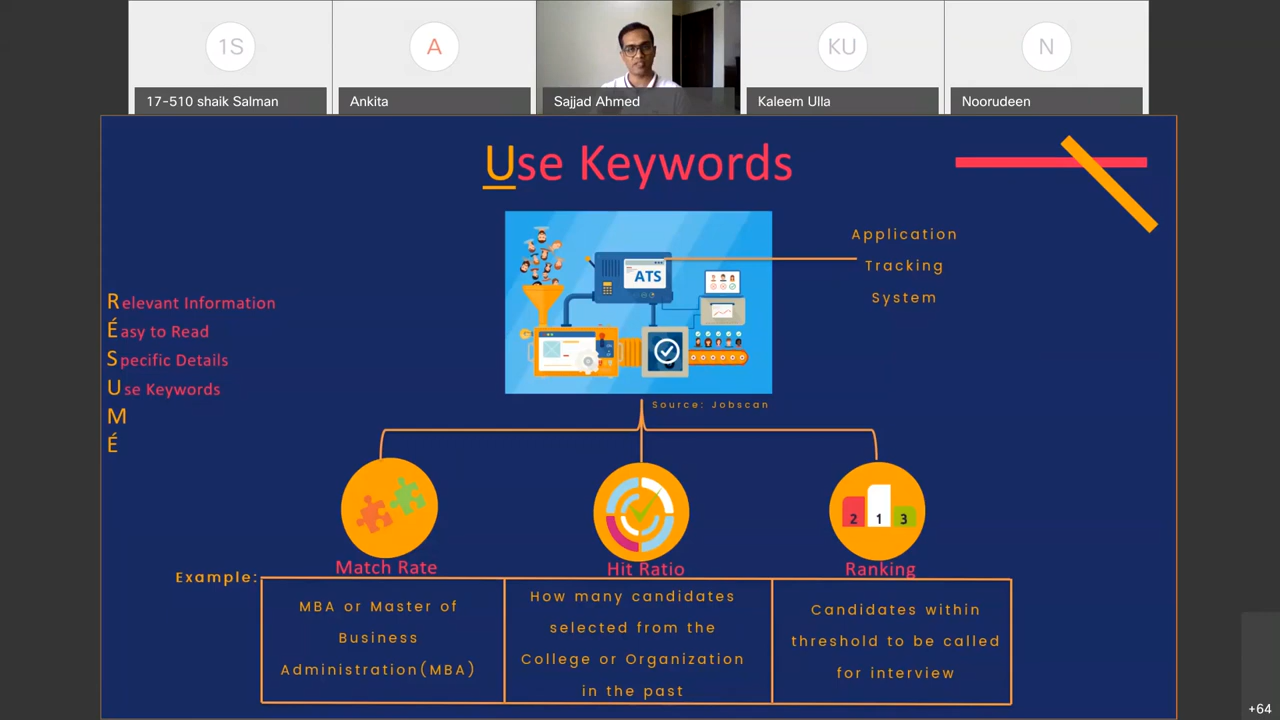 1S
A
KU
N
17-510 shaik Salman
Ankita
Sajjad Ahmed
Kaleem Ulla
Noorudeen
Use Keywords
ATS
Application
Tracking
System
Relevant Information
Éasy to Read
Specific Details
Use Keywords
M
É
Source: Jobscan
2 1 3
Match Rate
Hit Ratio
Ranking
Example:
MBA or Master of
Business
Administration(MBA)
How many candidates
selected from the
College or Organization
in the past
Candidates within
threshold to be called
for interview
+64